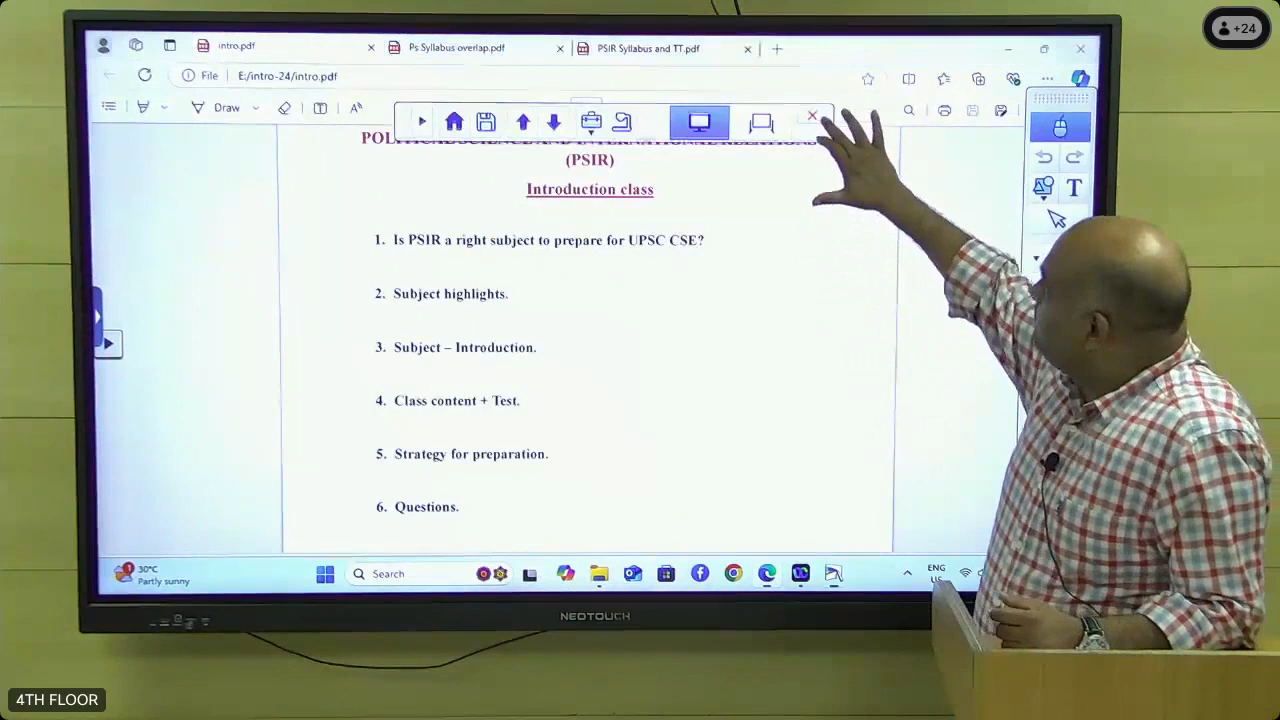 +24
intro.pdf
Ps Syllabus overlap.pdf
PSIR Syllabus and TT.pdf
File
E:/intro-24/intro.pdf
Draw
(PSIR)
Introduction class
1. Is PSIR a right subject to prepare for UPSC CSE?
2. Subject highlights.
3. Subject – Introduction.
4. Class content + Test.
5. Strategy for preparation.
6. Questions.
30°C
Partly sunny
Search
ENG
US
NEOTOUCH
4TH FLOOR